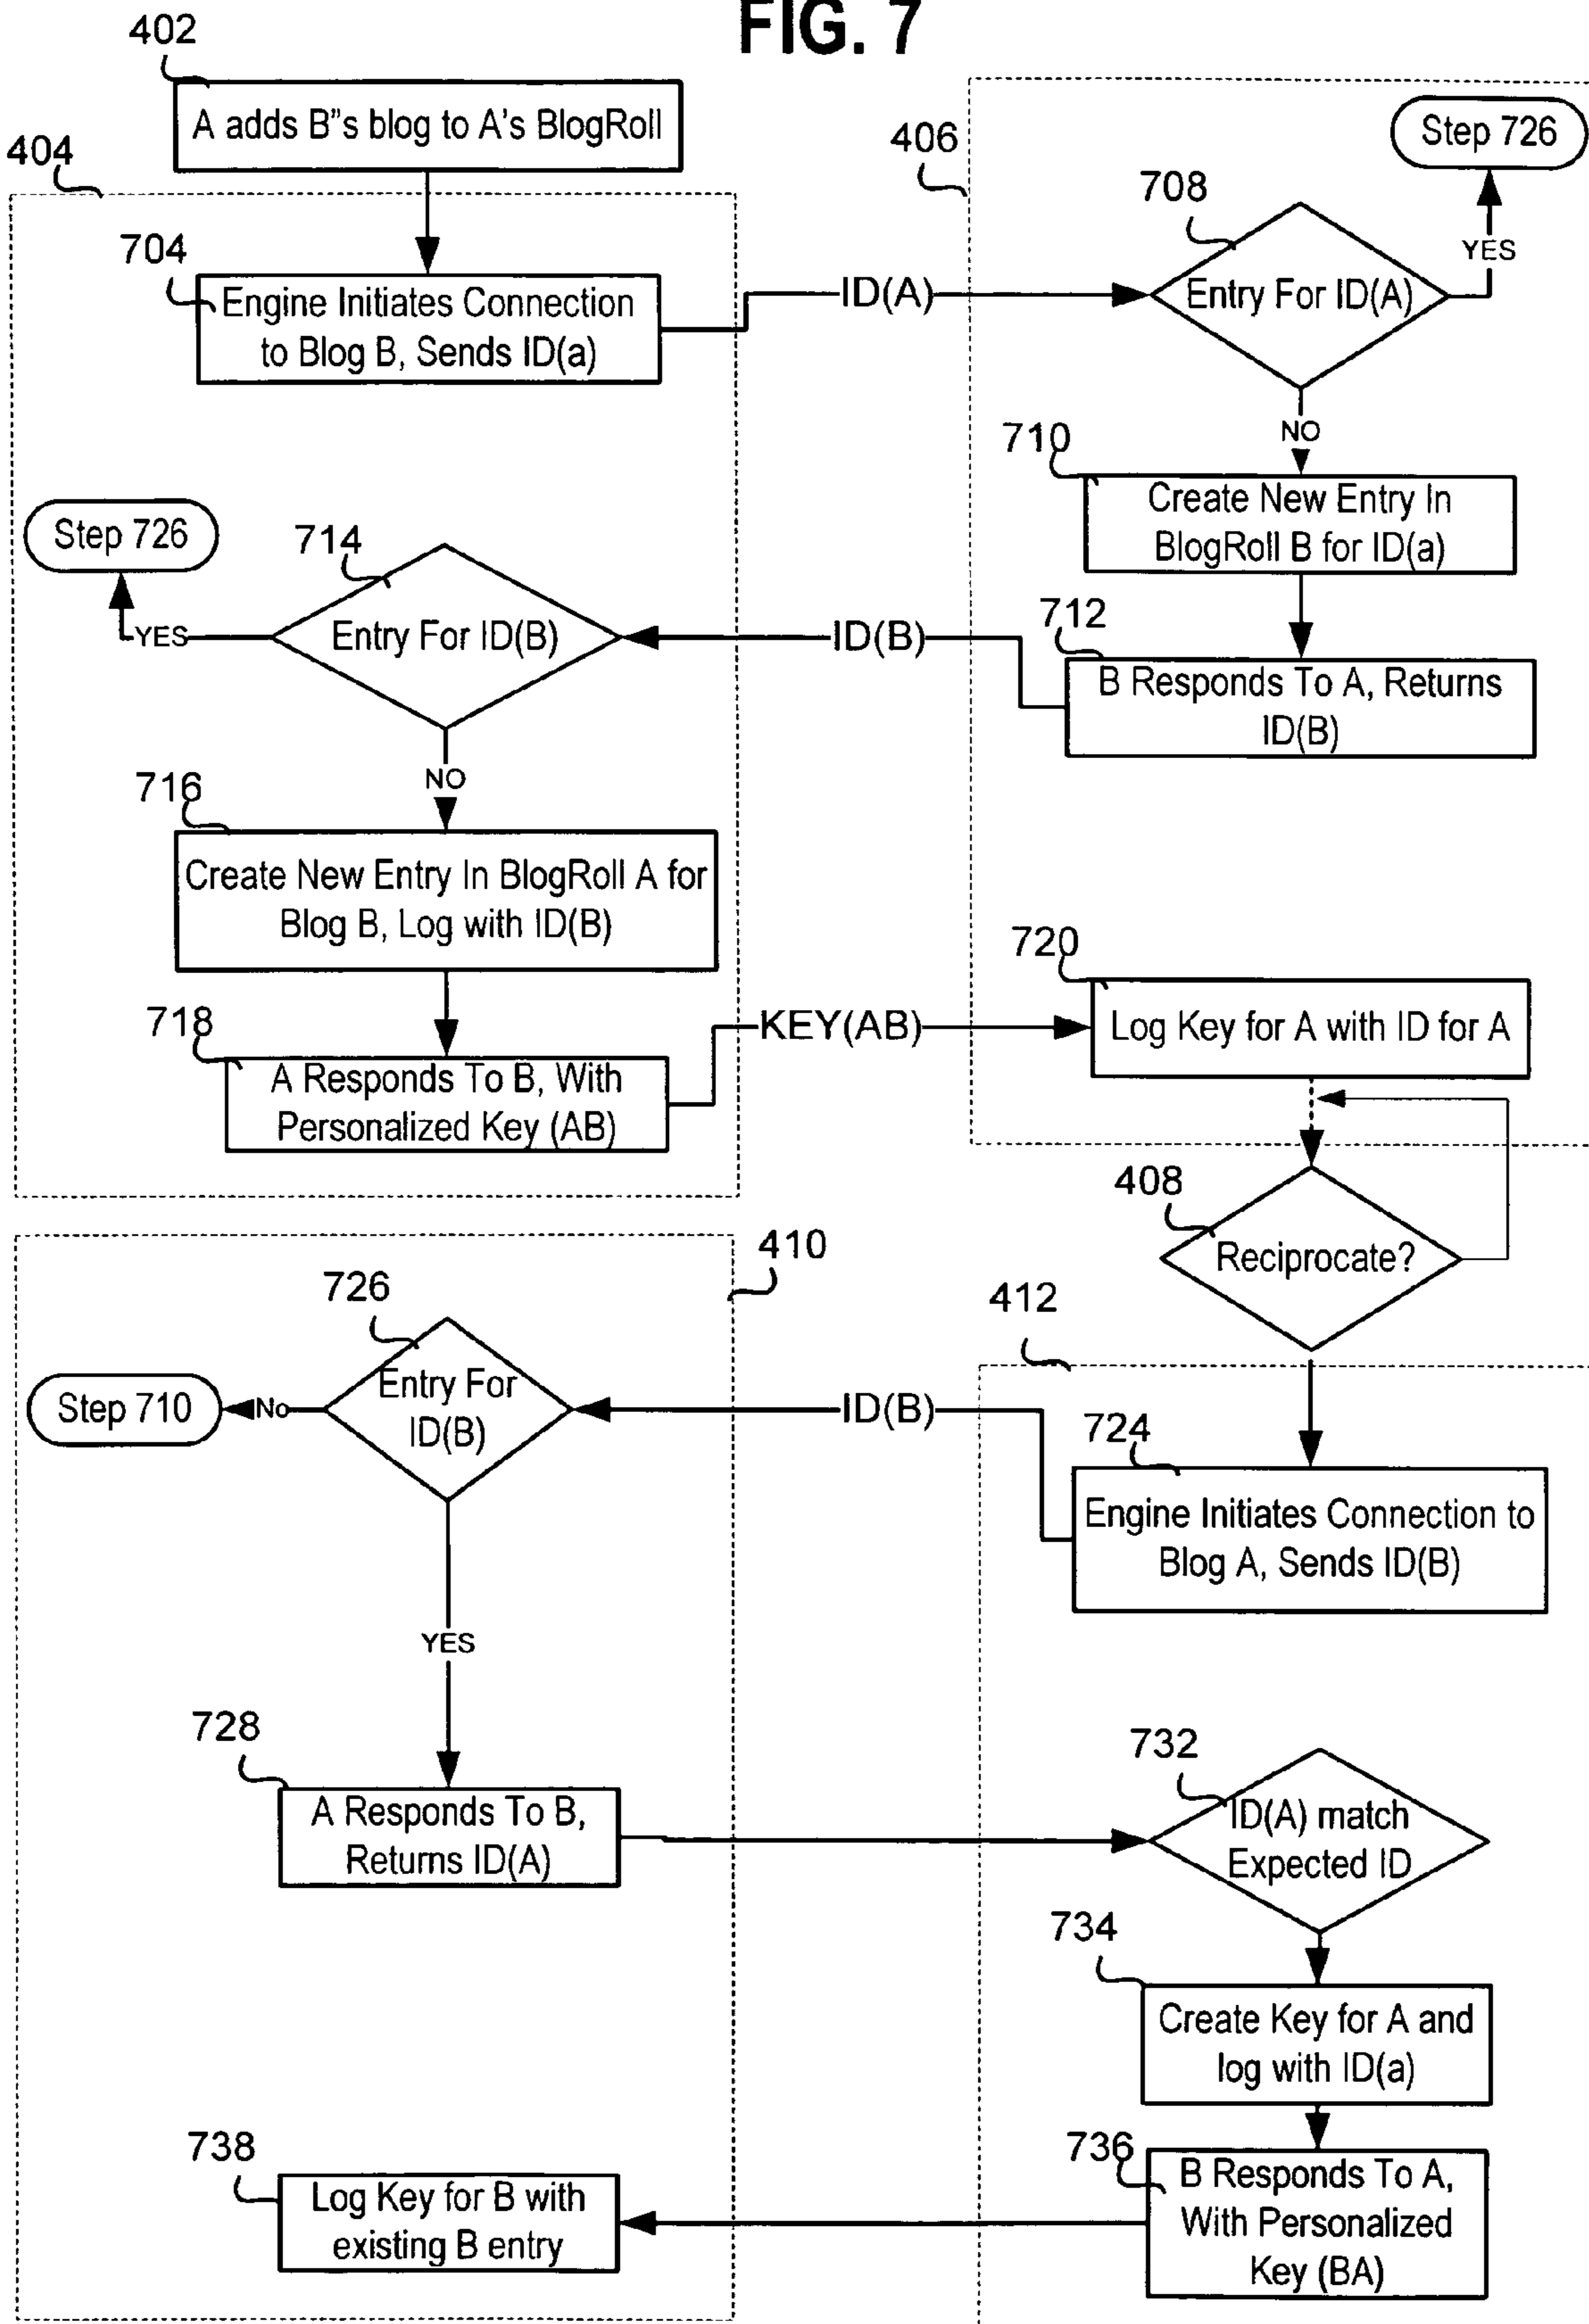 FIG. 7
402
A adds B"s blog to A's BlogRoll
404
406
Step 726
708
YES
704
Engine Initiates Connection
to Blog B, Sends ID(a)
ID(A)
Entry For ID(A)
NO
710
Create New Entry In
BlogRoll B for ID(a)
Step 726
714
YES
Entry For ID(B)
ID(B)
712
B Responds To A, Returns
ID(B)
NO
716
Create New Entry In BlogRoll A for
Blog B, Log with ID(B)
718
A Responds To B, With
Personalized Key (AB)
KEY(AB)
720
Log Key for A with ID for A
408
Reciprocate?
410
412
726
Entry For
ID(B)
No
Step 710
ID(B)
724
Engine Initiates Connection to
Blog A, Sends ID(B)
YES
728
A Responds To B,
Returns ID(A)
732
ID(A) match
Expected ID
734
Create Key for A and
log with ID(a)
736
B Responds To A,
With Personalized
Key (BA)
738
Log Key for B with
existing B entry